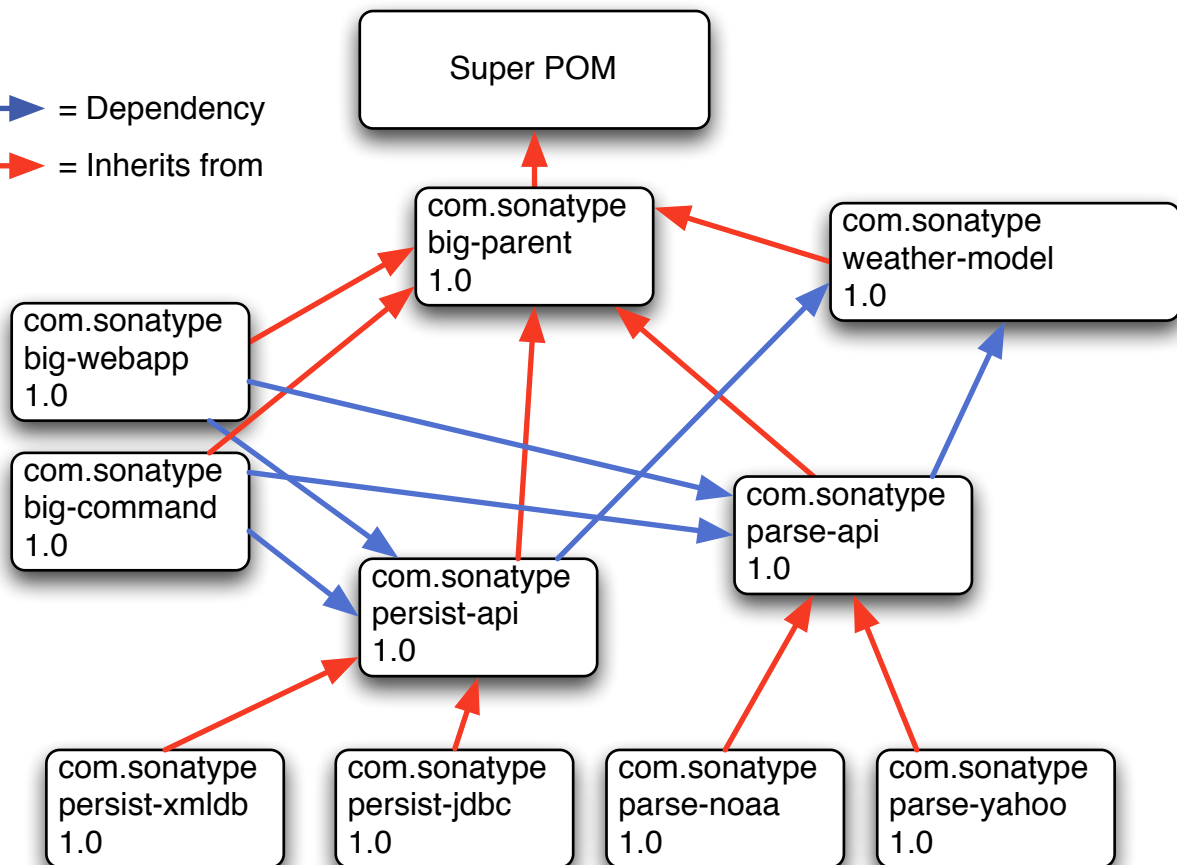 Super POM
= Dependency
= Inherits from
com.sonatype
big-parent
1.0
com.sonatype
weather-model
1.0
com.sonatype
big-webapp
1.0
com.sonatype
big-command
1.0
com.sonatype
parse-api
1.0
com.sonatype
persist-api
1.0
com.sonatype
persist-xmldb
1.0
com.sonatype
persist-jdbc
1.0
com.sonatype
parse-noaa
1.0
com.sonatype
parse-yahoo
1.0